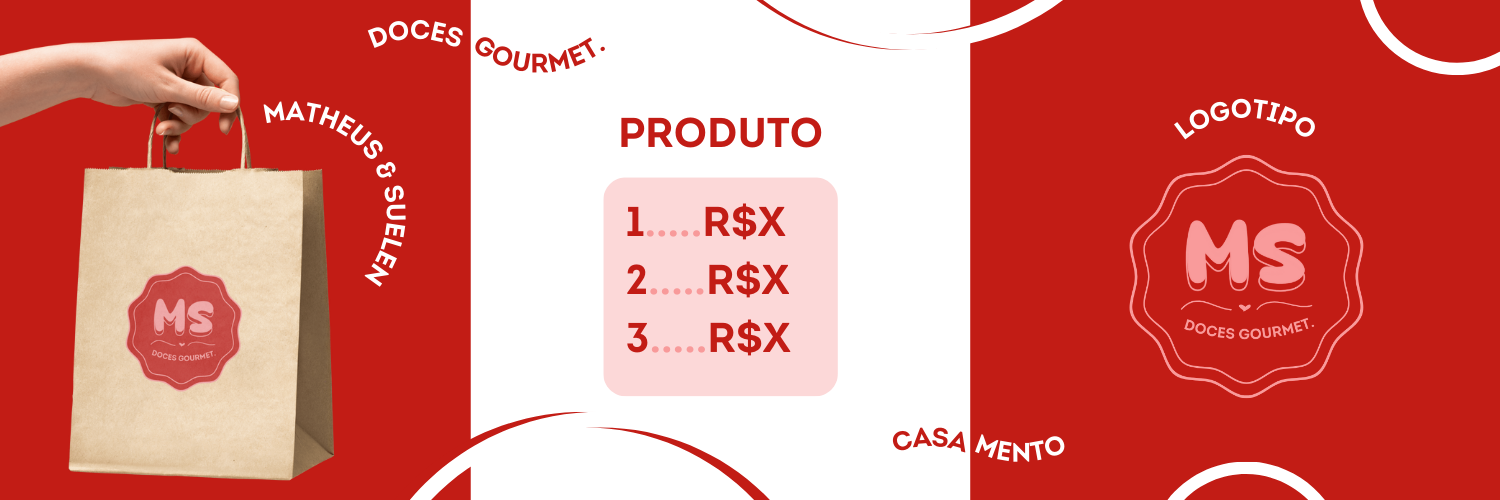 DOCES GOURMET.
MATHEUS & SUELEN
MS
DOCES GOURMET.
PRODUTO
1.....R$X
2.....R$X
3.....R$X
CASA MENTO
LOGOTIPO
MS
DOCES GOURMET.